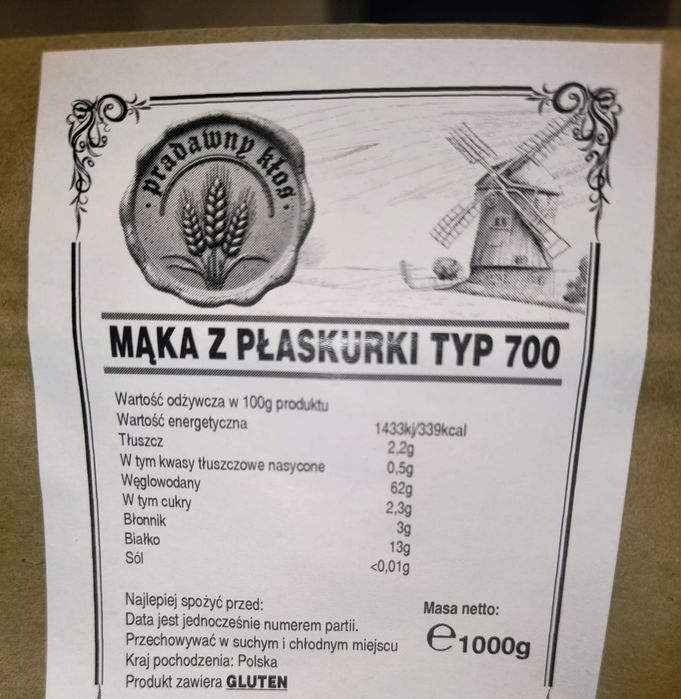 pradawny kłos
MĄKA Z PŁASKURKI TYP 700
Wartość odżywcza w 100g produktu
Wartość energetyczna 1433kj/339kcal
Tłuszcz 2,2g
W tym kwasy tłuszczowe nasycone 0,5g
Węglowodany 62g
W tym cukry 2,3g
Błonnik 3g
Białko 13g
Sól <0,01g
Najlepiej spożyć przed:
Data jest jednocześnie numerem partii.
Przechowywać w suchym i chłodnym miejscu
Kraj pochodzenia: Polska
Produkt zawiera GLUTEN
Masa netto:
℮1000g